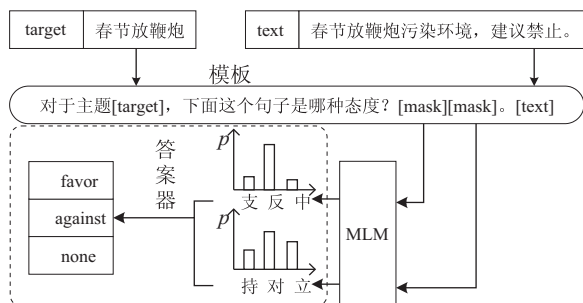 target 春节放鞭炮 text 春节放鞭炮污染环境，建议禁止。
模板
对于主题[target]，下面这个句子是哪种态度？[mask][mask]。[text]
答案器
p
支 反 中
favor
against
none
p
持 对 立
MLM